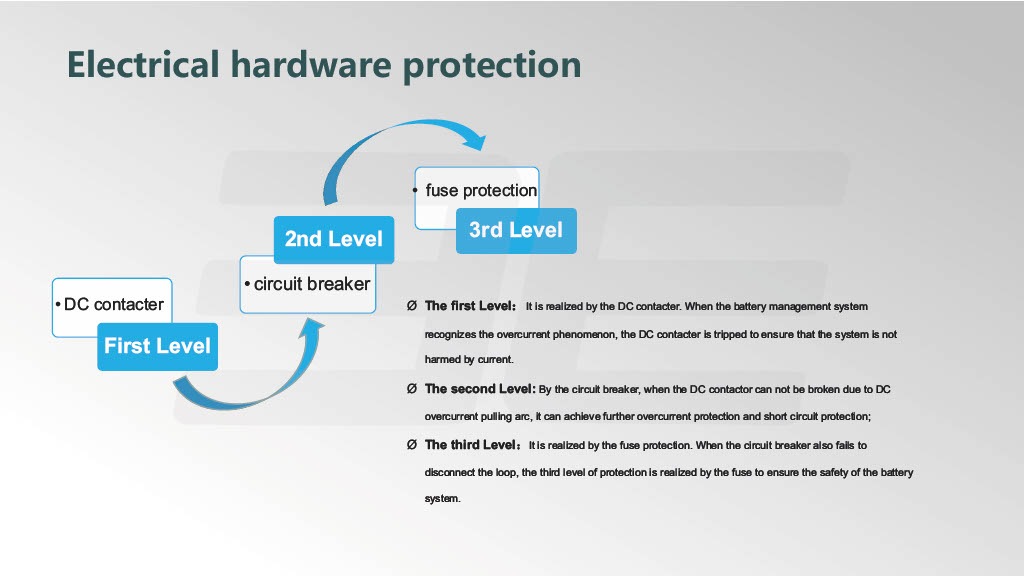 Electrical hardware protection
• fuse protection
3rd Level
2nd Level
• circuit breaker
• DC contacter
First Level
Ø The first Level： It is realized by the DC contacter. When the battery management system
recognizes the overcurrent phenomenon, the DC contacter is tripped to ensure that the system is not
harmed by current.
Ø The second Level: By the circuit breaker, when the DC contactor can not be broken due to DC
overcurrent pulling arc, it can achieve further overcurrent protection and short circuit protection;
Ø The third Level： It is realized by the fuse protection. When the circuit breaker also fails to
disconnect the loop, the third level of protection is realized by the fuse to ensure the safety of the battery
system.